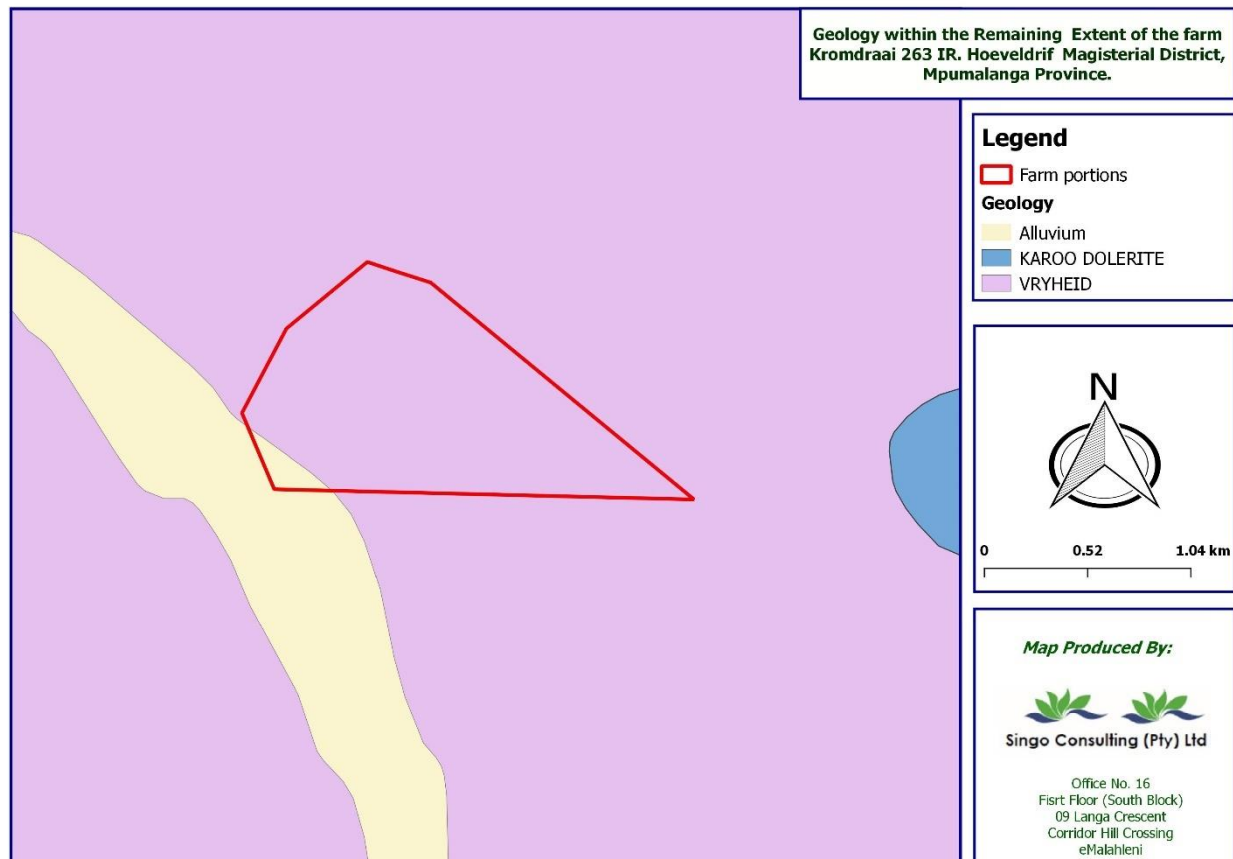 Geology within the Remaining Extent of the farm
Kromdraai 263 IR. Hoeveldrif Magisterial District,
Mpumalanga Province.
Legend
Farm portions
Geology
Alluvium
KAROO DOLERITE
VRYHEID
N
0 0.52 1.04 km
Map Produced By:
Singo Consulting (Pty) Ltd
Office No. 16
Fisrt Floor (South Block)
09 Langa Crescent
Corridor Hill Crossing
eMalahleni